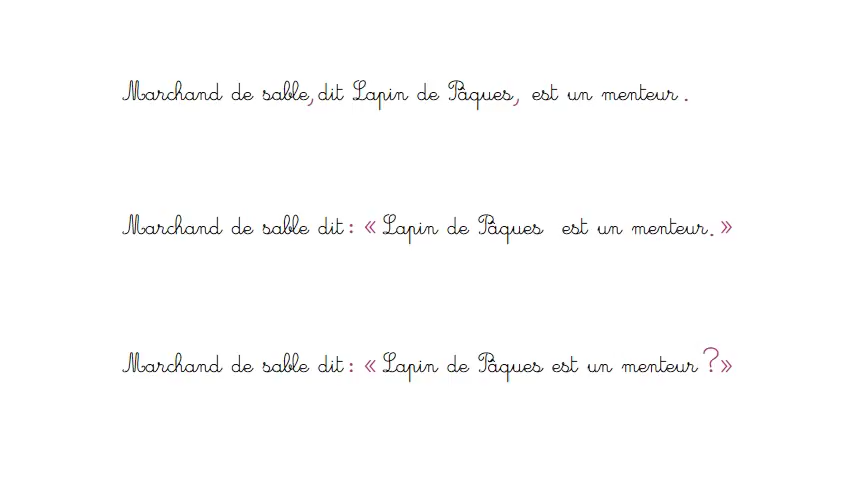 Marchand de sable, dit Lapin de Pâques, est un menteur.
Marchand de sable dit : « Lapin de Pâques est un menteur. »
Marchand de sable dit : « Lapin de Pâques est un menteur ? »